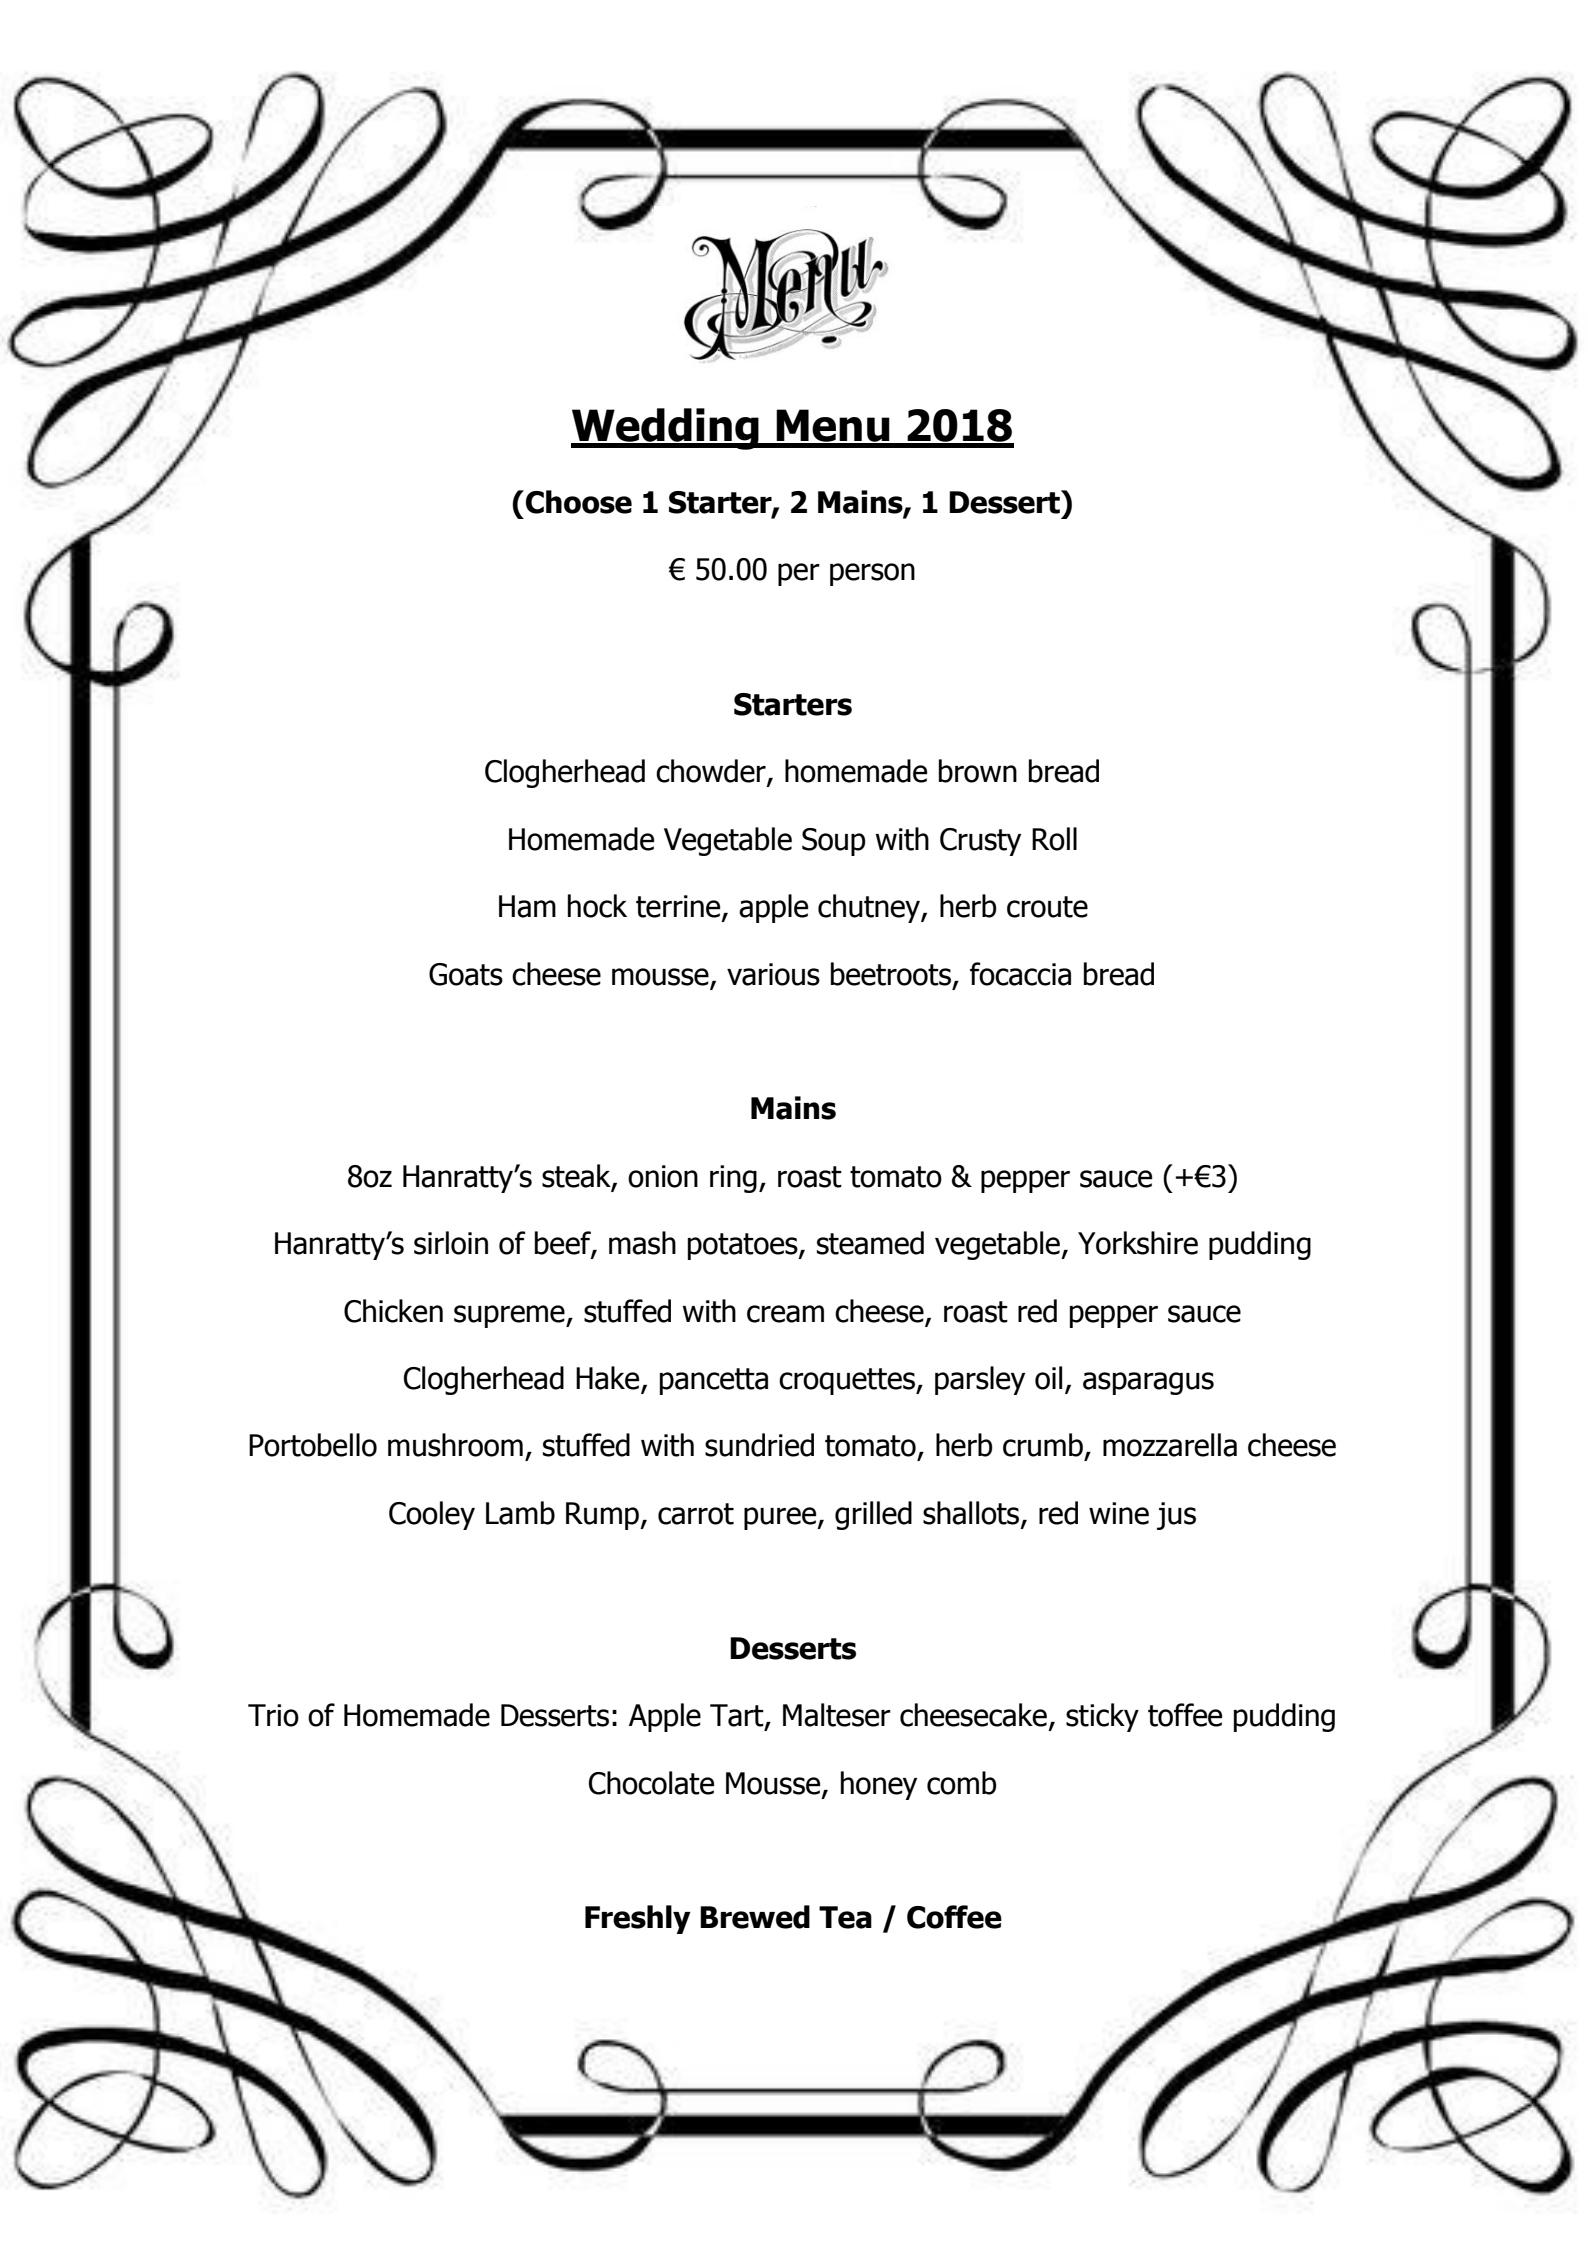 Menu
Wedding Menu 2018
(Choose 1 Starter, 2 Mains, 1 Dessert)
€ 50.00 per person
Starters
Clogherhead chowder, homemade brown bread
Homemade Vegetable Soup with Crusty Roll
Ham hock terrine, apple chutney, herb croute
Goats cheese mousse, various beetroots, focaccia bread
Mains
8oz Hanratty’s steak, onion ring, roast tomato & pepper sauce (+€3)
Hanratty’s sirloin of beef, mash potatoes, steamed vegetable, Yorkshire pudding
Chicken supreme, stuffed with cream cheese, roast red pepper sauce
Clogherhead Hake, pancetta croquettes, parsley oil, asparagus
Portobello mushroom, stuffed with sundried tomato, herb crumb, mozzarella cheese
Cooley Lamb Rump, carrot puree, grilled shallots, red wine jus
Desserts
Trio of Homemade Desserts: Apple Tart, Malteser cheesecake, sticky toffee pudding
Chocolate Mousse, honey comb
Freshly Brewed Tea / Coffee